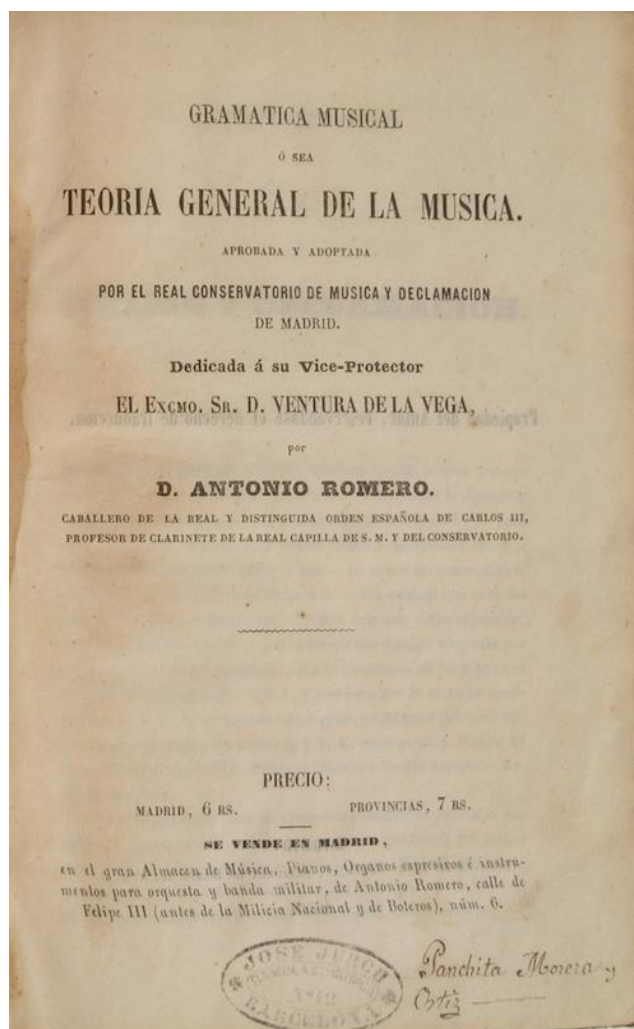 GRAMATICA MUSICAL
Ó SEA
TEORIA GENERAL DE LA MUSICA.
APROBADA Y ADOPTADA
POR EL REAL CONSERVATORIO DE MUSICA Y DECLAMACION
DE MADRID.
Dedicada á su Vice-Protector
EL EXCMO. SR. D. VENTURA DE LA VEGA,
por
D. ANTONIO ROMERO.
CABALLERO DE LA REAL Y DISTINGUIDA ORDEN ESPAÑOLA DE CARLOS III,
PROFESOR DE CLARINETE DE LA REAL CAPILLA DE S. M. Y DEL CONSERVATORIO.
PRECIO:
MADRID, 6 RS. PROVINCIAS, 7 RS.
SE VENDE EN MADRID,
en el gran Almacen de Música, Pianos, Organos espresivos é instru-
mentos para orquesta y banda militar, de Antonio Romero, calle de
Felipe III (antes de la Milicia Nacional y de Boteros), núm. 6.
JOSE
BARCELONA
Panchita Morera y
Ortiz